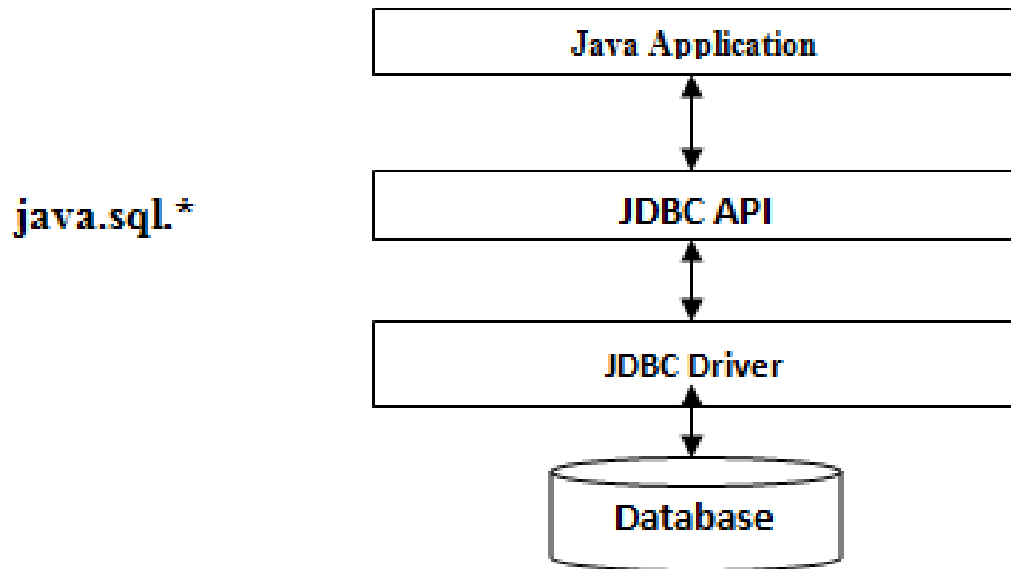 Java Application
java.sql.*
JDBC API
JDBC Driver
Database